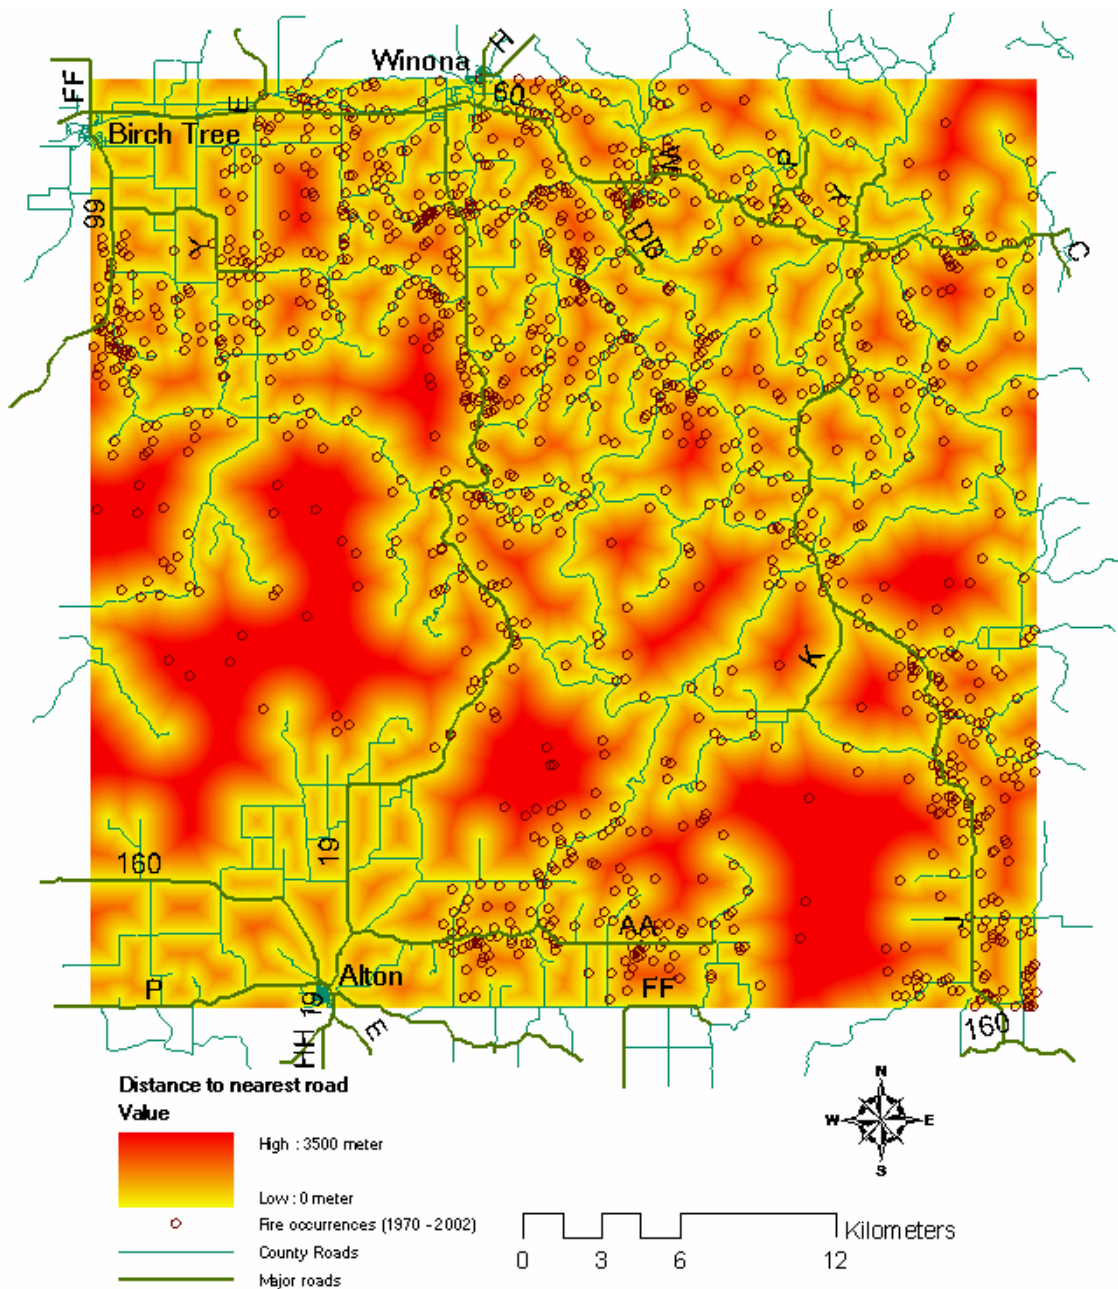 H
Winona
FF
60
E
Birch Tree
M
P
99
Y
Y
DB
C
K
19
160
AA
J
Alton
P
FF
19
HH
E
160
Distance to nearest road
Value
High : 3500 meter
Low : 0 meter
Fire occurrences (1970 - 2002)
County Roads
Major roads
N
W
E
S
Kilometers
0 3 6 12